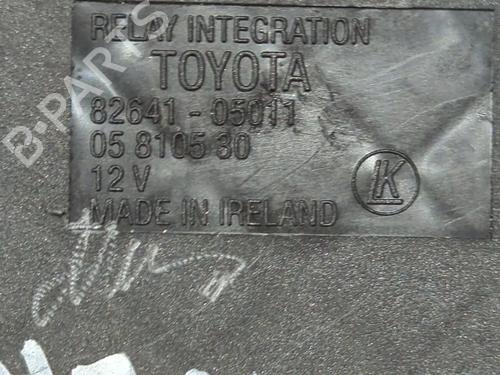 RELAY INTEGRATION
TOYOTA
82641-05011
05 8105 30
12 V
MADE IN IRELAND
K
B-PARTS